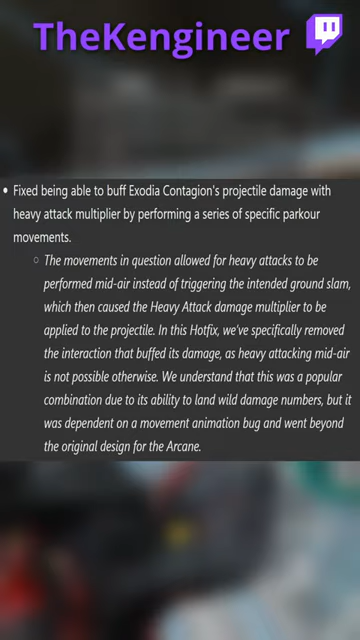 TheKengineer
• Fixed being able to buff Exodia Contagion's projectile damage with
heavy attack multiplier by performing a series of specific parkour
movements.
○ The movements in question allowed for heavy attacks to be
performed mid-air instead of triggering the intended ground slam,
which then caused the Heavy Attack damage multiplier to be
applied to the projectile. In this Hotfix, we've specifically removed
the interaction that buffed its damage, as heavy attacking mid-air
is not possible otherwise. We understand that this was a popular
combination due to its ability to land wild damage numbers, but it
was dependent on a movement animation bug and went beyond
the original design for the Arcane.